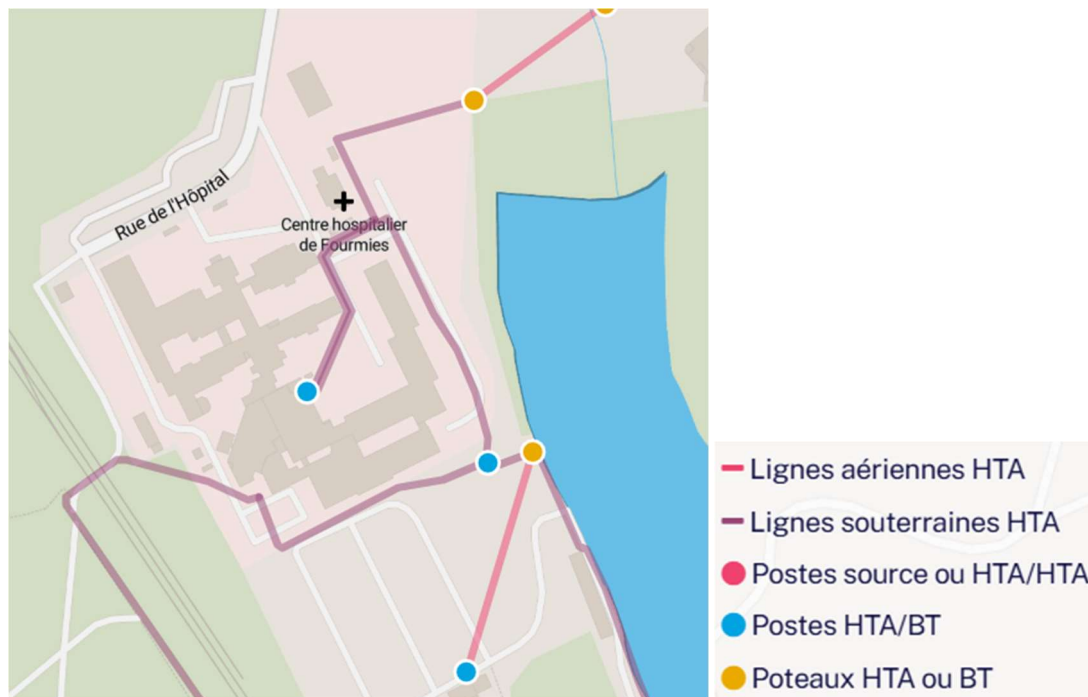 Rue de l'Hôpital
Centre hospitalier
de Fourmies
Lignes aériennes HTA
Lignes souterraines HTA
Postes source ou HTA/HTA
Postes HTA/BT
Poteaux HTA ou BT